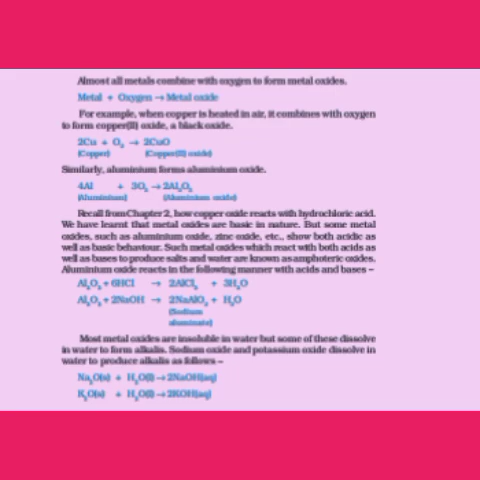 Almost all metals combine with oxygen to form metal oxides.
Metal + Oxygen → Metal oxide
For example, when copper is heated in air, it combines with oxygen
to form copper(II) oxide, a black oxide.
2Cu + O₂ → 2CuO
(Copper) (Copper(II) oxide)
Similarly, aluminium forms aluminium oxide.
4Al + 3O₂ → 2Al₂O₃
(Aluminium) (Aluminium oxide)
Recall from Chapter 2, how copper oxide reacts with hydrochloric acid.
We have learnt that metal oxides are basic in nature. But some metal
oxides, such as aluminium oxide, zinc oxide, etc., show both acidic as
well as basic behaviour. Such metal oxides which react with both acids as
well as bases to produce salts and water are known as amphoteric oxides.
Aluminium oxide reacts in the following manner with acids and bases –
Al₂O₃ + 6HCl → 2AlCl₃ + 3H₂O
Al₂O₃ + 2NaOH → 2NaAlO₂ + H₂O
(Sodium
aluminate)
Most metal oxides are insoluble in water but some of these dissolve
in water to form alkalis. Sodium oxide and potassium oxide dissolve in
water to produce alkalis as follows –
Na₂O(s) + H₂O(l) → 2NaOH(aq)
K₂O(s) + H₂O(l) → 2KOH(aq)